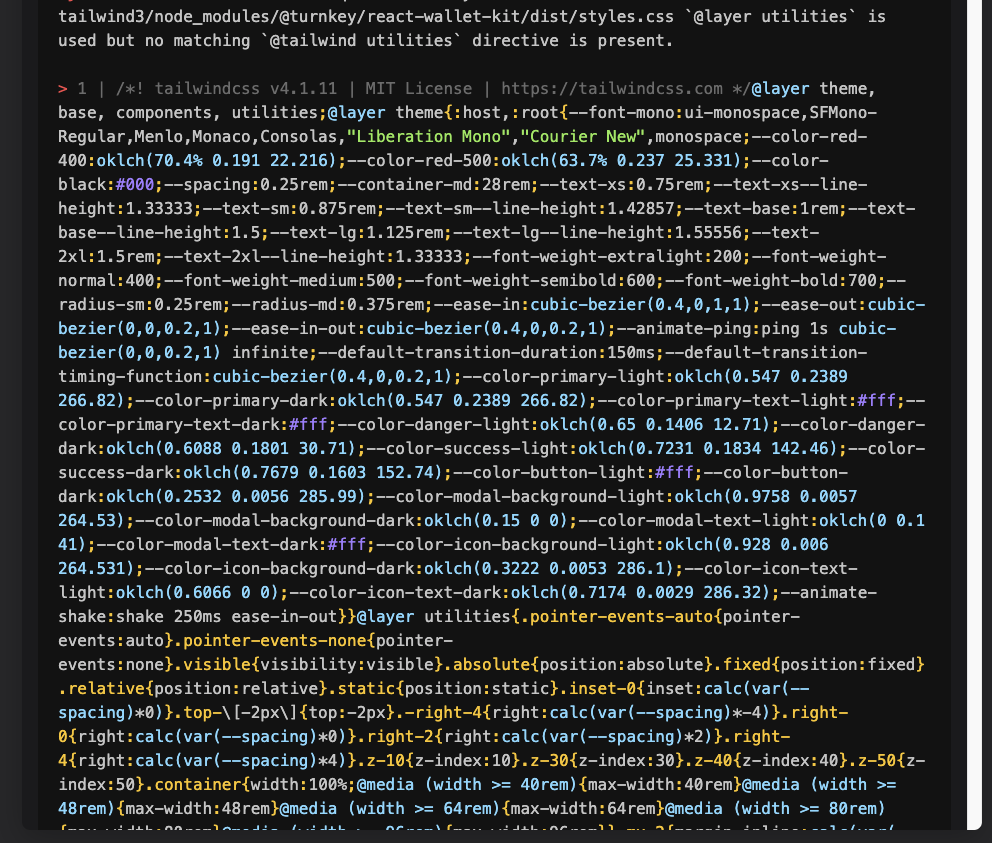 tailwind3/node_modules/@turnkey/react-wallet-kit/dist/styles.css `@layer utilities` is
used but no matching `@tailwind utilities` directive is present.
> 1 | /*! tailwindcss v4.1.11 | MIT License | https://tailwindcss.com */@layer theme,
base, components, utilities;@layer theme{:host,:root{--font-mono:ui-monospace,SFMono-
Regular,Menlo,Monaco,Consolas,"Liberation Mono","Courier New",monospace;--color-red-
400:oklch(70.4% 0.191 22.216);--color-red-500:oklch(63.7% 0.237 25.331);--color-
black:#000;--spacing:0.25rem;--container-md:28rem;--text-xs:0.75rem;--text-xs--line-
height:1.33333;--text-sm:0.875rem;--text-sm--line-height:1.42857;--text-base:1rem;--text-
base--line-height:1.5;--text-lg:1.125rem;--text-lg--line-height:1.55556;--text-
2xl:1.5rem;--text-2xl--line-height:1.33333;--font-weight-extralight:200;--font-weight-
normal:400;--font-weight-medium:500;--font-weight-semibold:600;--font-weight-bold:700;--
radius-sm:0.25rem;--radius-md:0.375rem;--ease-in:cubic-bezier(0.4,0,1,1);--ease-out:cubic-
bezier(0,0,0.2,1);--ease-in-out:cubic-bezier(0.4,0,0.2,1);--animate-ping:ping 1s cubic-
bezier(0,0,0.2,1) infinite;--default-transition-duration:150ms;--default-transition-
timing-function:cubic-bezier(0.4,0,0.2,1);--color-primary-light:oklch(0.547 0.2389
266.82);--color-primary-dark:oklch(0.547 0.2389 266.82);--color-primary-text-light:#fff;--
color-primary-text-dark:#fff;--color-danger-light:oklch(0.65 0.1406 12.71);--color-danger-
dark:oklch(0.6088 0.1801 30.71);--color-success-light:oklch(0.7231 0.1834 142.46);--color-
success-dark:oklch(0.7679 0.1603 152.74);--color-button-light:#fff;--color-button-
dark:oklch(0.2532 0.0056 285.99);--color-modal-background-light:oklch(0.9758 0.0057
264.53);--color-modal-background-dark:oklch(0.15 0 0);--color-modal-text-light:oklch(0 0.1
41);--color-modal-text-dark:#fff;--color-icon-background-light:oklch(0.928 0.006
264.531);--color-icon-background-dark:oklch(0.3222 0.0053 286.1);--color-icon-text-
light:oklch(0.6066 0 0);--color-icon-text-dark:oklch(0.7174 0.0029 286.32);--animate-
shake:shake 250ms ease-in-out}}@layer utilities{.pointer-events-auto{pointer-
events:auto}.pointer-events-none{pointer-
events:none}.visible{visibility:visible}.absolute{position:absolute}.fixed{position:fixed}
.relative{position:relative}.static{position:static}.inset-0{inset:calc(var(--
spacing)*0)}.top-\[-2px\]{top:-2px}.-right-4{right:calc(var(--spacing)*-4)}.right-
0{right:calc(var(--spacing)*0)}.right-2{right:calc(var(--spacing)*2)}.right-
4{right:calc(var(--spacing)*4)}.z-10{z-index:10}.z-30{z-index:30}.z-40{z-index:40}.z-50{z-
index:50}.container{width:100%;@media (width >= 40rem){max-width:40rem}@media (width >=
48rem){max-width:48rem}@media (width >= 64rem){max-width:64rem}@media (width >= 80rem)